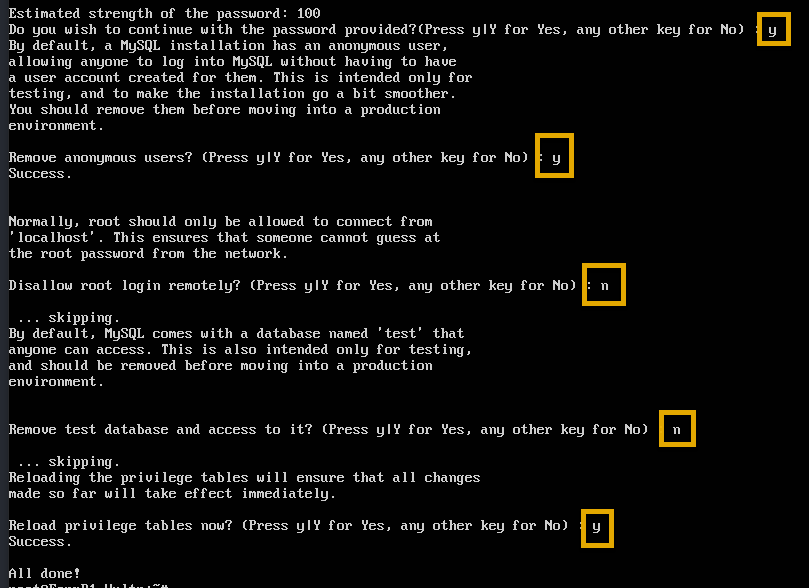 Estimated strength of the password: 100
Do you wish to continue with the password provided?(Press y|Y for Yes, any other key for No) : y
By default, a MySQL installation has an anonymous user,
allowing anyone to log into MySQL without having to have
a user account created for them. This is intended only for
testing, and to make the installation go a bit smoother.
You should remove them before moving into a production
environment.
Remove anonymous users? (Press y|Y for Yes, any other key for No) : y
Success.
Normally, root should only be allowed to connect from
'localhost'. This ensures that someone cannot guess at
the root password from the network.
Disallow root login remotely? (Press y|Y for Yes, any other key for No) : n
... skipping.
By default, MySQL comes with a database named 'test' that
anyone can access. This is also intended only for testing,
and should be removed before moving into a production
environment.
Remove test database and access to it? (Press y|Y for Yes, any other key for No) n
... skipping.
Reloading the privilege tables will ensure that all changes
made so far will take effect immediately.
Reload privilege tables now? (Press y|Y for Yes, any other key for No) : y
Success.
All done!